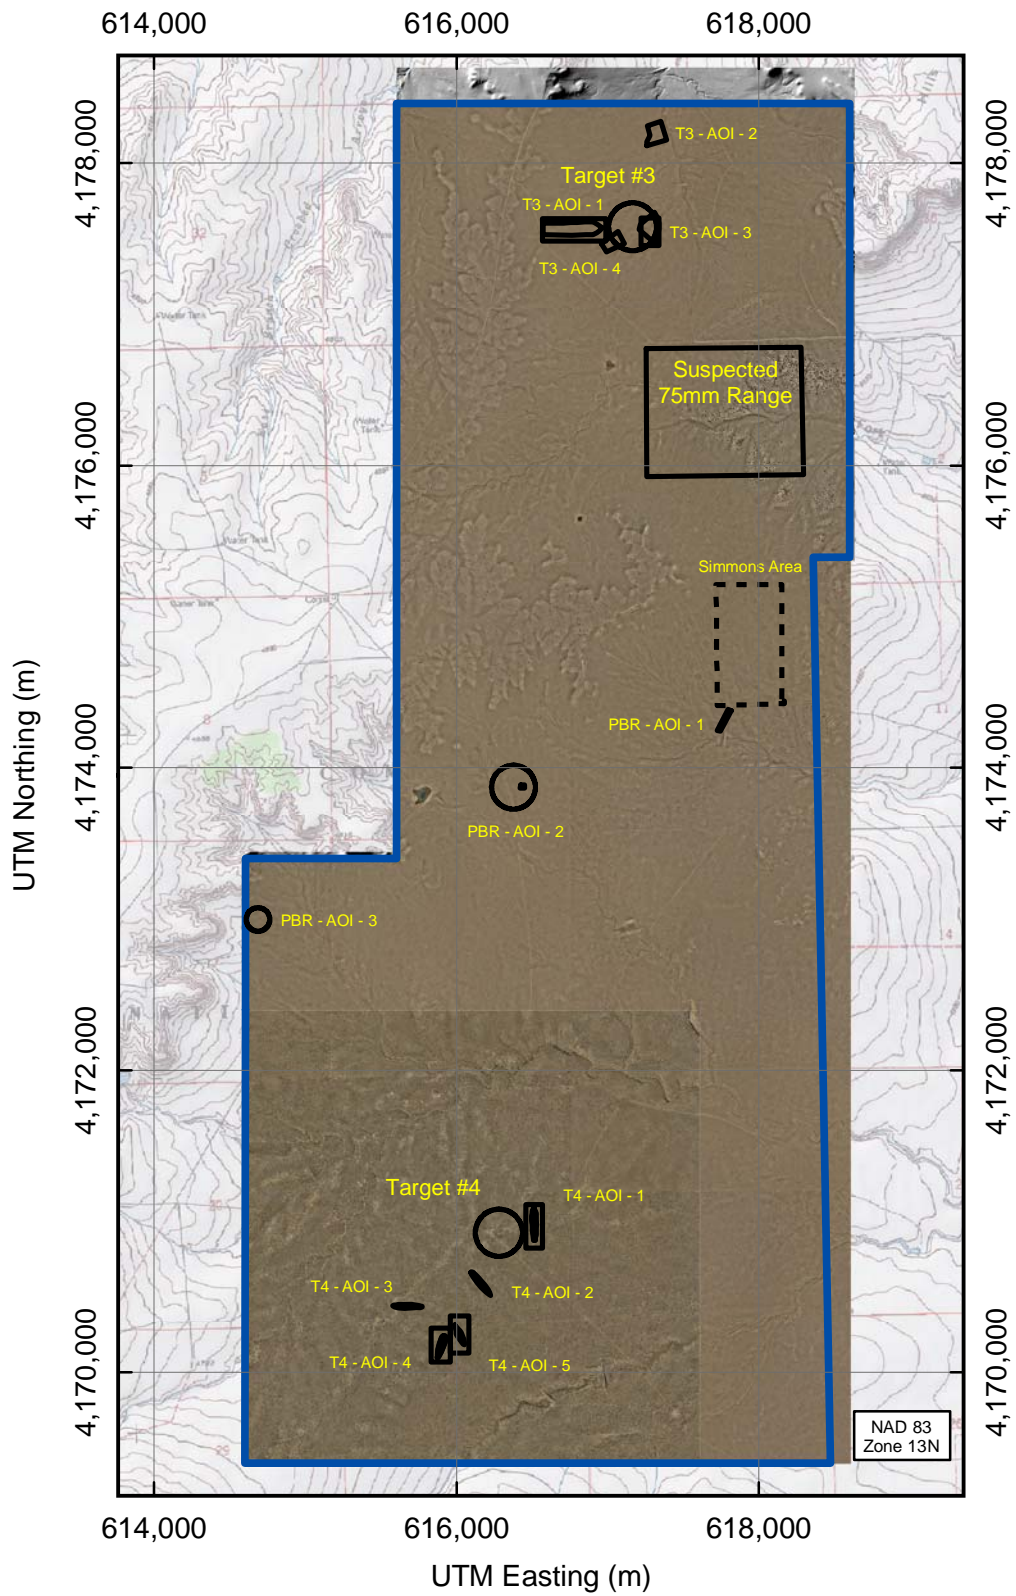 614,000 616,000 618,000
4,178,000 4,178,000
T3 - AOI - 2
Target #3
T3 - AOI - 1
T3 - AOI - 3
T3 - AOI - 4
Suspected
75mm Range
4,176,000 4,176,000
Simmons Area
PBR - AOI - 1
4,174,000 4,174,000
PBR - AOI - 2
UTM Northing (m)
PBR - AOI - 3
4,172,000 4,172,000
Target #4
T4 - AOI - 1
T4 - AOI - 3
T4 - AOI - 2
T4 - AOI - 4
T4 - AOI - 5
4,170,000 4,170,000
NAD 83
Zone 13N
614,000 616,000 618,000
UTM Easting (m)